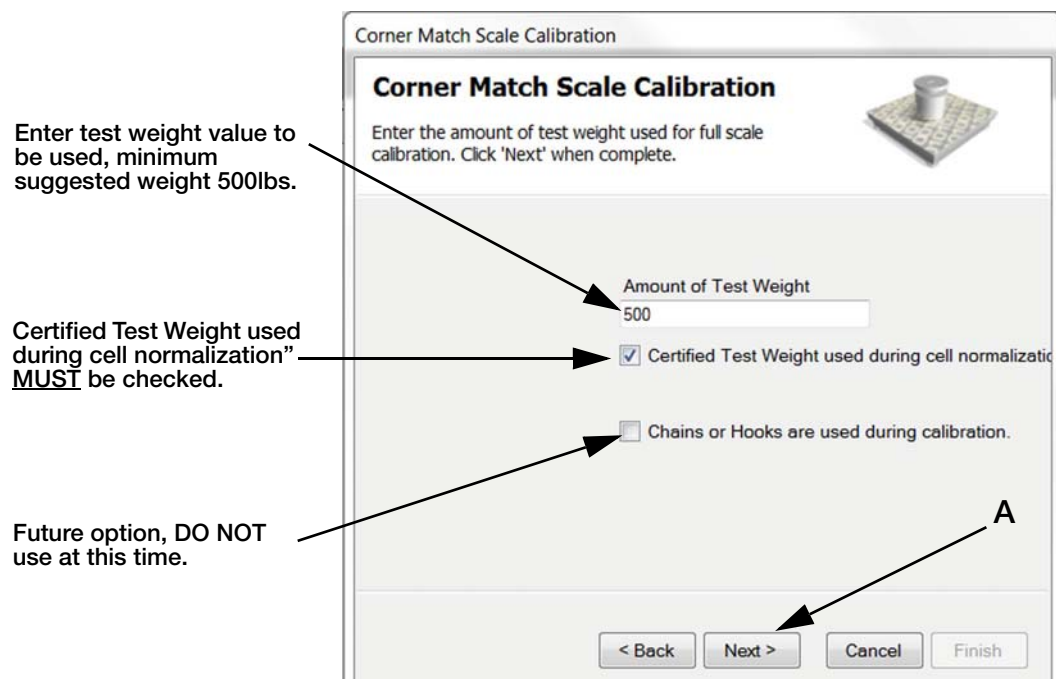 Corner Match Scale Calibration
Corner Match Scale Calibration
Enter the amount of test weight used for full scale
calibration. Click 'Next' when complete.
Enter test weight value to
be used, minimum
suggested weight 500lbs.
Amount of Test Weight
500
Certified Test Weight used
during cell normalization”
MUST be checked.
Certified Test Weight used during cell normalizatio
Chains or Hooks are used during calibration.
Future option, DO NOT
use at this time.
A
< Back Next > Cancel Finish